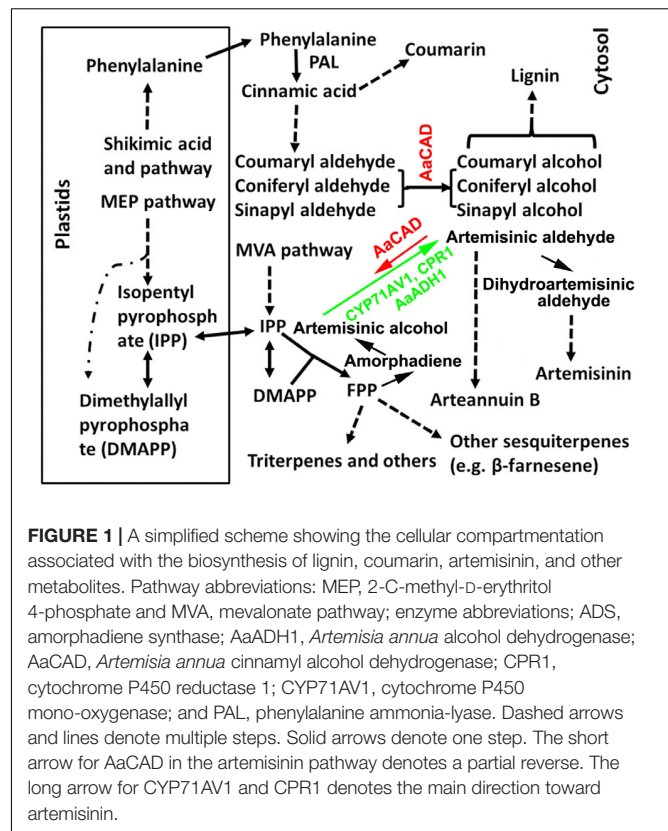 Phenylalanine
Coumarin
PAL
Phenylalanine
Cinnamic acid
Lignin
Cytosol
Shikimic acid
and pathway
Plastids
MEP pathway
Coumaryl aldehyde
Coniferyl aldehyde
Sinapyl aldehyde
AaCAD
Coumaryl alcohol
Coniferyl alcohol
Sinapyl alcohol
MVA pathway
AaCAD
CYP71AV1, CPR1
AaADH1
Artemisinic aldehyde
Dihydroartemisinic
aldehyde
Isopentyl
pyrophosph
ate (IPP)
IPP
Artemisinic alcohol
Amorphadiene
Artemisinin
Dimethylallyl
pyrophospha
te (DMAPP)
DMAPP
FPP
Arteannuin B
Triterpenes and others
Other sesquiterpenes
(e.g. β-farnesene)
FIGURE 1 | A simplified scheme showing the cellular compartmentation
associated with the biosynthesis of lignin, coumarin, artemisinin, and other
metabolites. Pathway abbreviations: MEP, 2-C-methyl-D-erythritol
4-phosphate and MVA, mevalonate pathway; enzyme abbreviations; ADS,
amorphadiene synthase; AaADH1, Artemisia annua alcohol dehydrogenase;
AaCAD, Artemisia annua cinnamyl alcohol dehydrogenase; CPR1,
cytochrome P450 reductase 1; CYP71AV1, cytochrome P450
mono-oxygenase; and PAL, phenylalanine ammonia-lyase. Dashed arrows
and lines denote multiple steps. Solid arrows denote one step. The short
arrow for AaCAD in the artemisinin pathway denotes a partial reverse. The
long arrow for CYP71AV1 and CPR1 denotes the main direction toward
artemisinin.